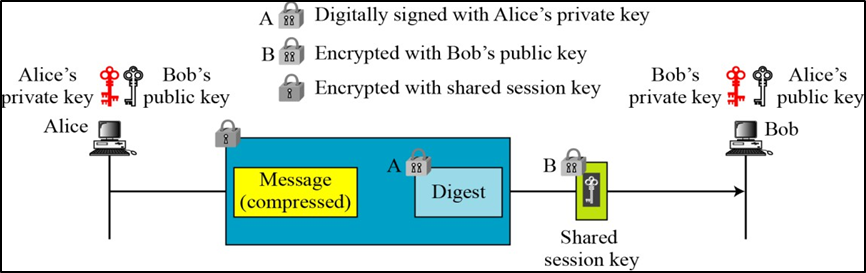 A Digitally signed with Alice's private key
B Encrypted with Bob's public key
Encrypted with shared session key
Alice's
private key
Bob's
public key
Bob's
private key
Alice's
public key
Alice
Bob
A
B
Message
(compressed)
Digest
Shared
session key